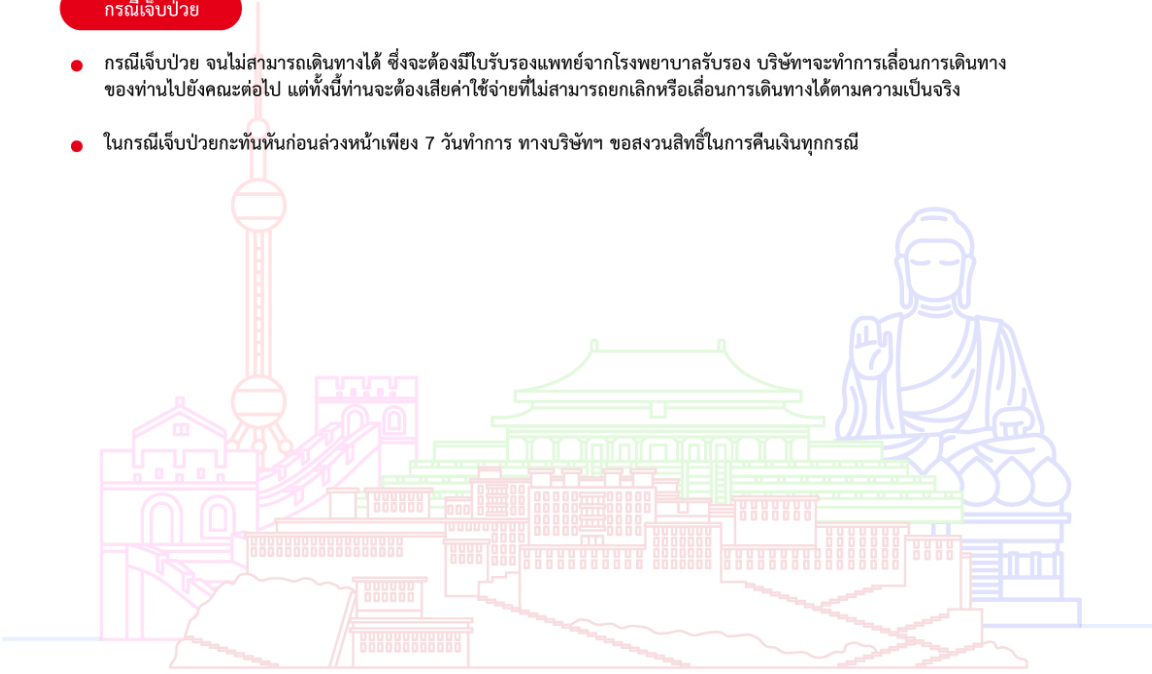 กรณีเจ็บป่วย
กรณีเจ็บป่วย จนไม่สามารถเดินทางได้ ซึ่งจะต้องมีใบรับรองแพทย์จากโรงพยาบาลรับรอง บริษัทฯจะทำการเลื่อนการเดินทาง
ของท่านไปยังคณะต่อไป แต่ทั้งนี้ท่านจะต้องเสียค่าใช้จ่ายที่ไม่สามารถยกเลิกหรือเลื่อนการเดินทางได้ตามความเป็นจริง
ในกรณีเจ็บป่วยกะทันหันก่อนล่วงหน้าเพียง 7 วันทำการ ทางบริษัทฯ ขอสงวนสิทธิ์ในการคืนเงินทุกกรณี